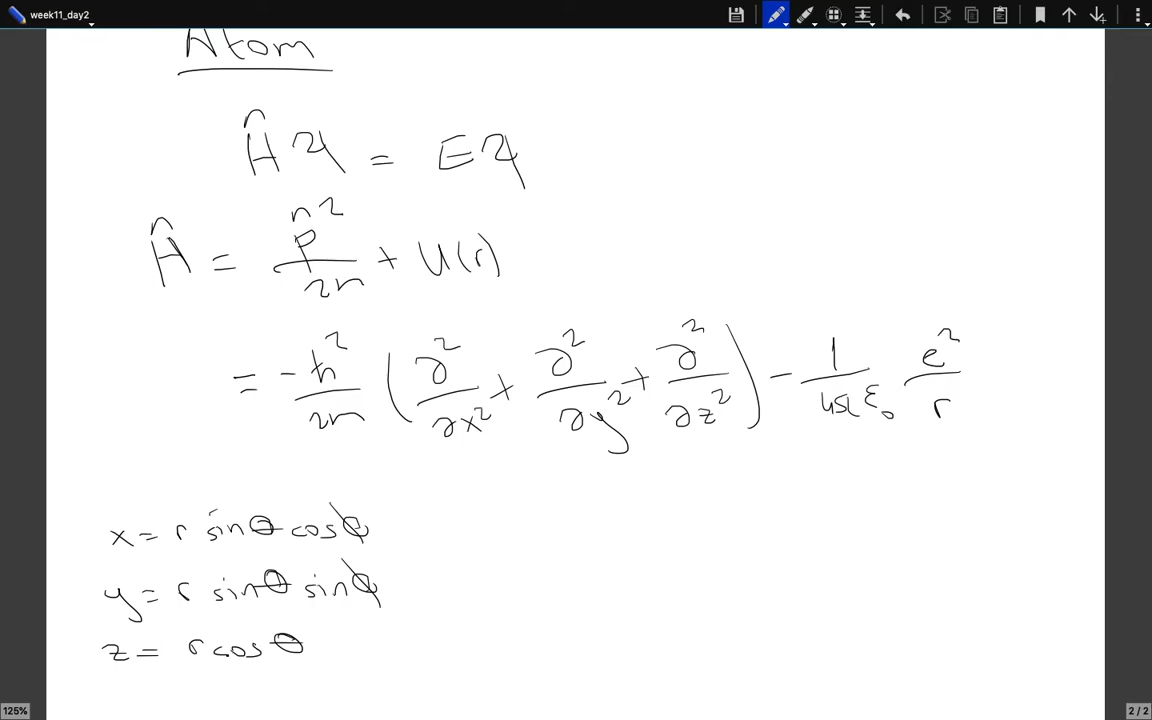 week11_day2
Atom
Ĥψ = Eψ
Ĥ = p̂²/2m + U(r)
= -ħ²/2m (∂²/∂x² + ∂²/∂y² + ∂²/∂z²) - 1/4πε₀ e²/r
x = r sinθ cosφ
y = r sinθ sinφ
z = r cosθ
125%
2/2